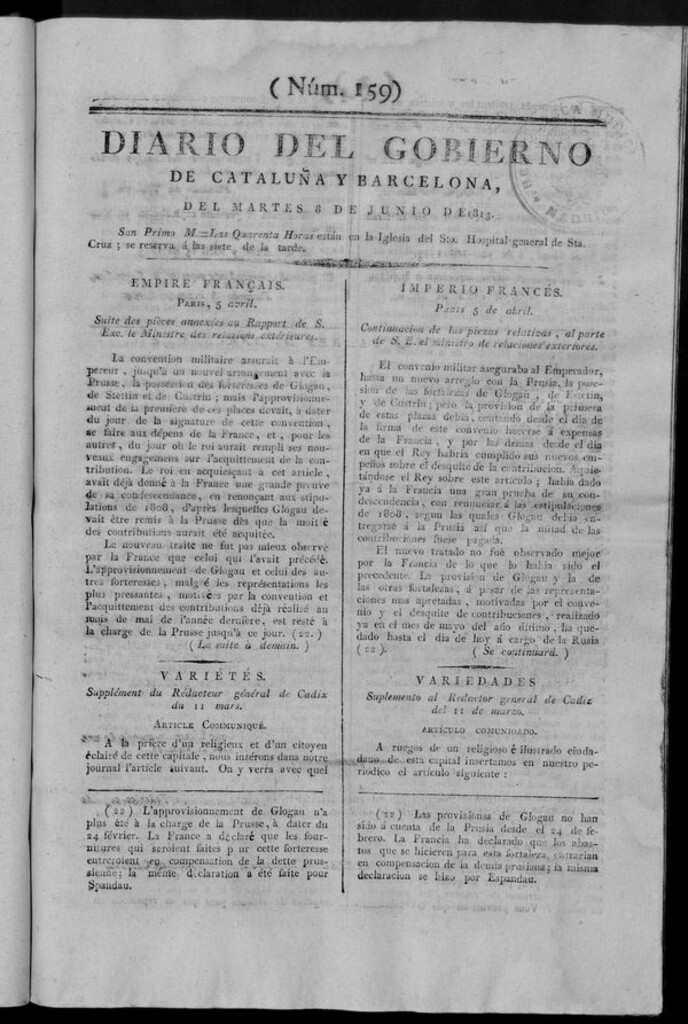 ( Núm. 159)
DIARIO DEL GOBIERNO
DE CATALUÑA Y BARCELONA,
DEL MARTES 8 DE JUNIO DE 1813.
San Primo M. = Las Quarenta Horas están en la Iglesia del Sto. Hospital general de Sta.
Cruz ; se reserva á las siete de la tarde.
EMPIRE FRANÇAIS.
Paris, 5 avril.
Suite des pièces annexées au Rapport de S.
Exc. le Ministre des relations extérieures.
La convention militaire assurait à l'Em-
pereur , jusqu'à un nouvel arrangement avec la
Prusse, la possession des forteresses de Glogau,
de Stettin et de Custrin ; mais l'approvisionne-
ment de la première de ces places devait, à dater
du jour de la signature de cette convention ,
se faire aux dépens de la France, et , pour les
autres , du jour où le roi aurait rempli ses nou-
veaux engagemens sur l'acquittement de la con-
tribution. Le roi en acquiesçant à cet article ,
avait déjà donné à la France une grande preuve
de sa condescendance, en renonçant aux stipu-
lations de 1808, d'après lesquelles Glogau de-
vait être remis à la Prusse dès que la moitié
des contributions aurait été acquitée.
Le nouveau traité ne fut pas mieux observé
par la France que celui qui l'avait précédé.
L'approvisionnement de Glogau et celui des au-
tres forteresses , malgré les représentations les
plus pressantes , motivées par la convention et
l'acquittement des contributions déjà réalisé au
mois de mai de l'année dernière, est resté à
la charge de la Prusse jusqu'à ce jour. (22.)
( La suite à demain. )
VARIÉTÉS.
Supplément du Rédacteur général de Cadix
du 11 mars.
Article Communiqué.
A la prière d'un religieux et d'un citoyen
éclairé de cette capitale , nous insérons dans notre
journal l'article suivant. On y verra avec quel
(22) L'approvisionnement de Glogau n'a
plus été à la charge de la Prusse, à dater du
24 février. La France a déclaré que les four-
nitures qui seroient faites pour cette forteresse
entreroient en compensation de la dette prus-
sienne; la même déclaration a été faite pour
Spandau.
IMPERIO FRANCÉS.
Paris 5 de abril.
Continuacion de las piezas relativas , al parte
de S. E. el ministro de relaciones exteriores.
El convenio militar aseguraba al Emperador,
hasta un nuevo arreglo con la Prusia, la pose-
sion de las fortalezas de Glogau , de Estetin,
y de Custrin ; pero la provision de la primera
de estas plazas debia, contando desde el dia de
la firma de este convenio hacerse á expensas
de la Francia , y por las demas desde el dia
en que el Rey habria cumplido sus nuevos em-
peños sobre el desquite de la contribucion. Aquie-
tándose el Rey sobre este articulo ; habia dado
ya á la Francia una gran prueba de su con-
descendencia , con renunciar á las estipulaciones
de 1808 , segun las quales Glogau debia en-
tregarse á la Prusia asi que la mitad de las
contribuciones fuese pagada.
El nuevo tratado no fué observado mejor
por la Francia de lo que lo habia sido el
precedente. La provision de Glogau y la de
las otras fortalezas, á pesar de las representacio-
nes mas apretadas , motivadas por el conve-
nio y el desquite de contribuciones , realizado
ya en el mes de mayo del año último , ha que-
dado hasta el dia de hoy á cargo de la Rusia
(22). ( Se continuará. )
VARIEDADES
Suplemento al Redactor general de Cadiz
del 11 de marzo.
ARTÍCULO COMUNICADO.
A ruegos de un religioso é ilustrado ciuda-
dano de esta capital insertamos en nuestro pe-
riódico el artículo siguiente :
(22) Las provisiones de Glogau no han
sido á cuenta de la Prusia desde el 24 de fe-
brero. La Francia ha declarado que los abas-
tos que se hicieren para esta fortaleza, entrarian
en compensacion de la deuda prusiana; la misma
declaracion se hizo por Espandau.